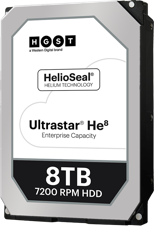 HGST
a Western Digital brand
HelioSeal®
HELIUM TECHNOLOGY
Ultrastar® He⁸
Enterprise Capacity
8TB
7200 RPM HDD